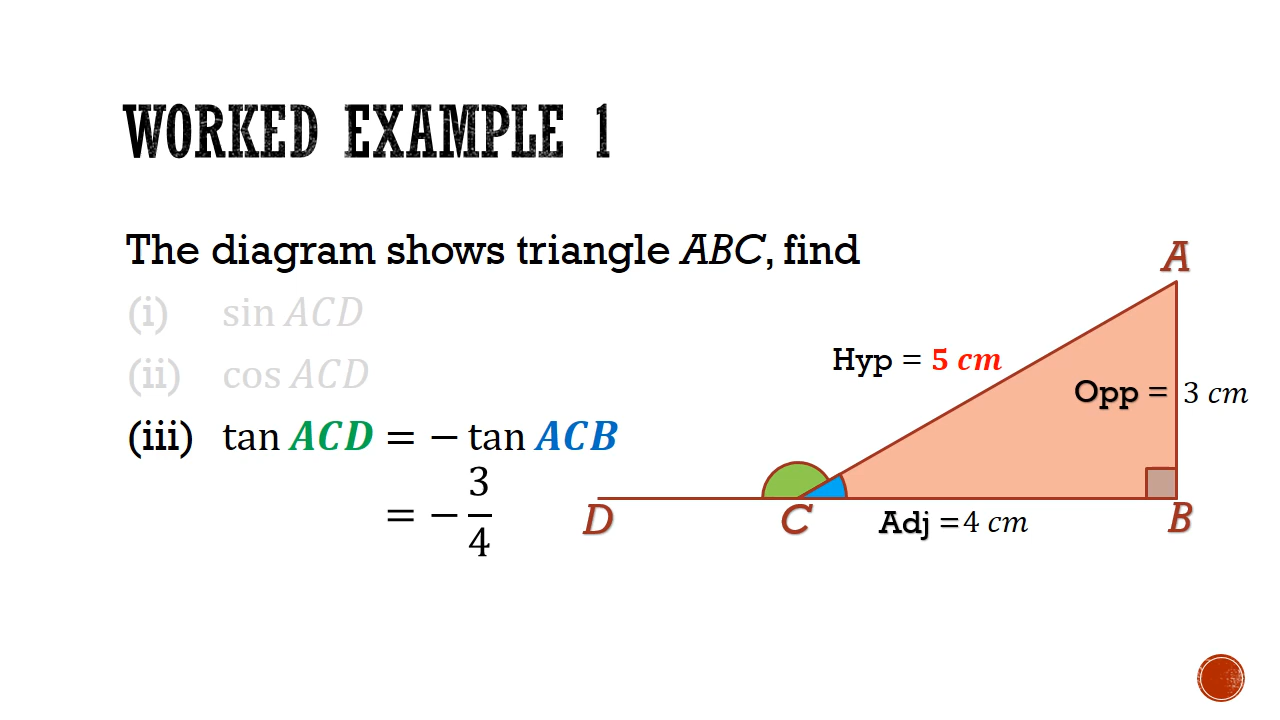 WORKED EXAMPLE 1
The diagram shows triangle ABC, find
(i) sin ACD
(ii) cos ACD
(iii) tan ACD = − tan ACB
= − 3/4
A
Hyp = 5 cm
Opp = 3 cm
D
C
Adj = 4 cm
B